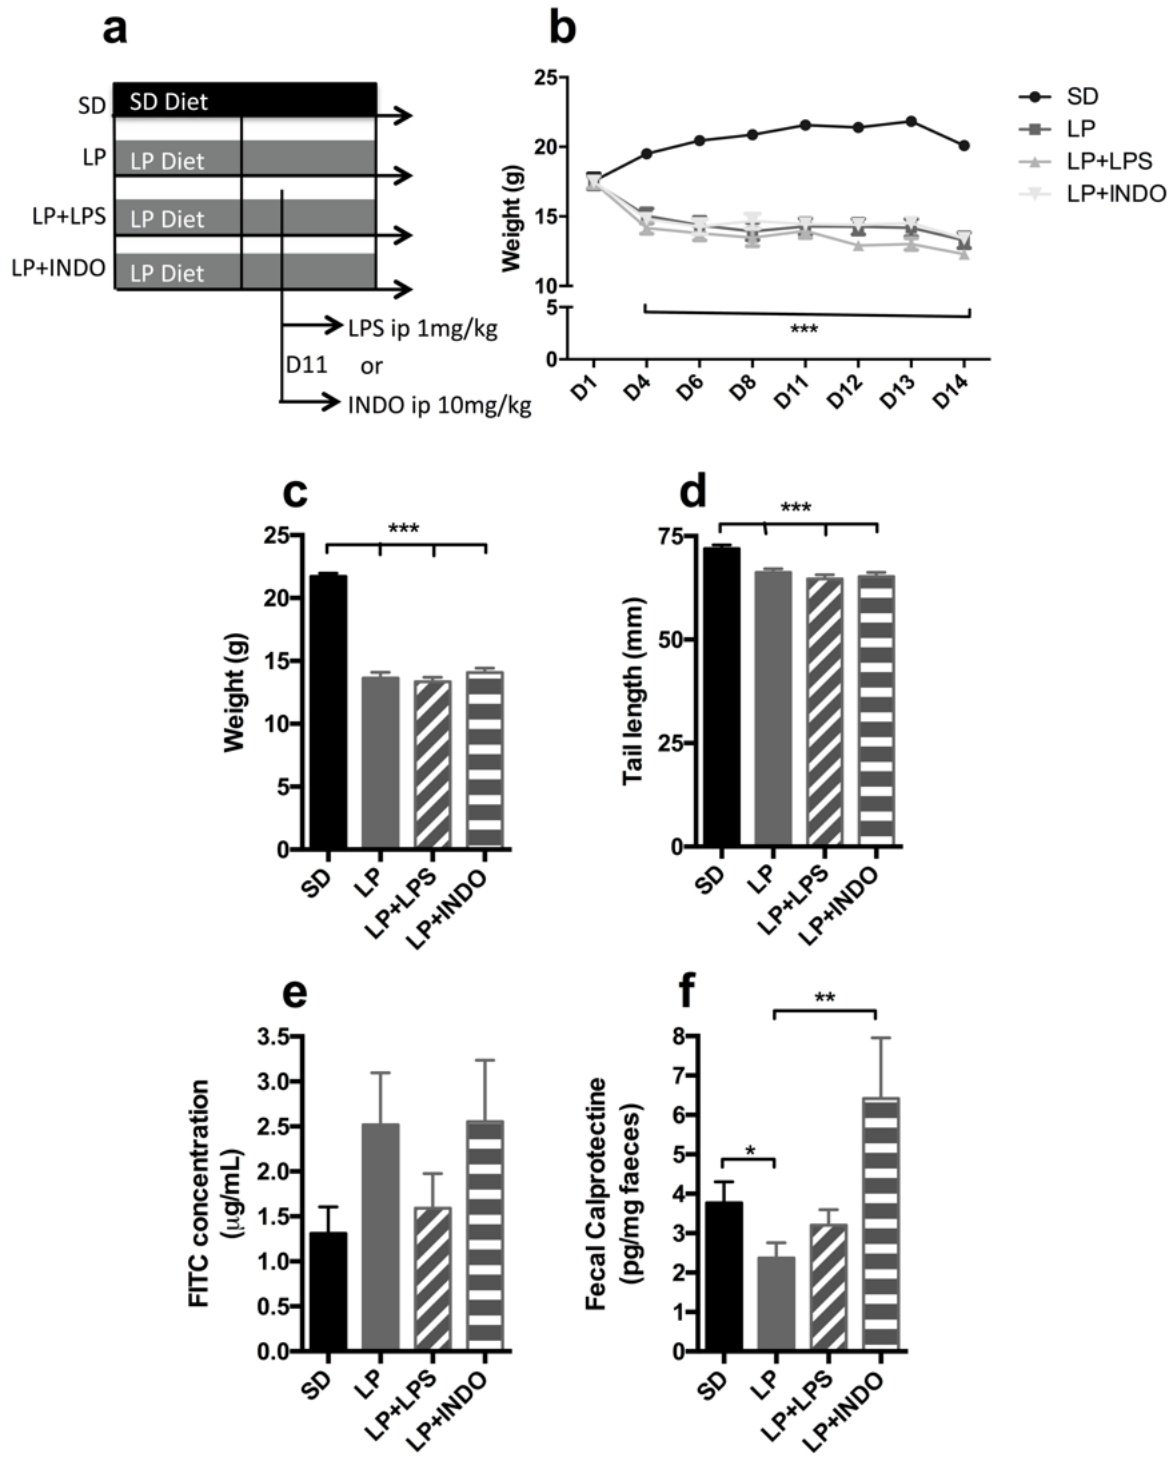 a
SD
SD Diet
LP
LP Diet
LP+LPS
LP Diet
LP+INDO
LP Diet
LPS ip 1mg/kg
D11
or
INDO ip 10mg/kg
b
Weight (g)
25
20
15
10
5
0
***
D1
D4
D6
D8
D11
D12
D13
D14
SD
LP
LP+LPS
LP+INDO
c
***
Weight (g)
25
20
15
10
5
0
SD
LP
LP+LPS
LP+INDO
d
***
Tail length (mm)
75
50
25
0
SD
LP
LP+LPS
LP+INDO
e
FITC concentration
(μg/mL)
3.5
3.0
2.5
2.0
1.5
1.0
0.5
0.0
SD
LP
LP+LPS
LP+INDO
f
**
*
Fecal Calprotectine
(pg/mg faeces)
8
7
6
5
4
3
2
1
0
SD
LP
LP+LPS
LP+INDO